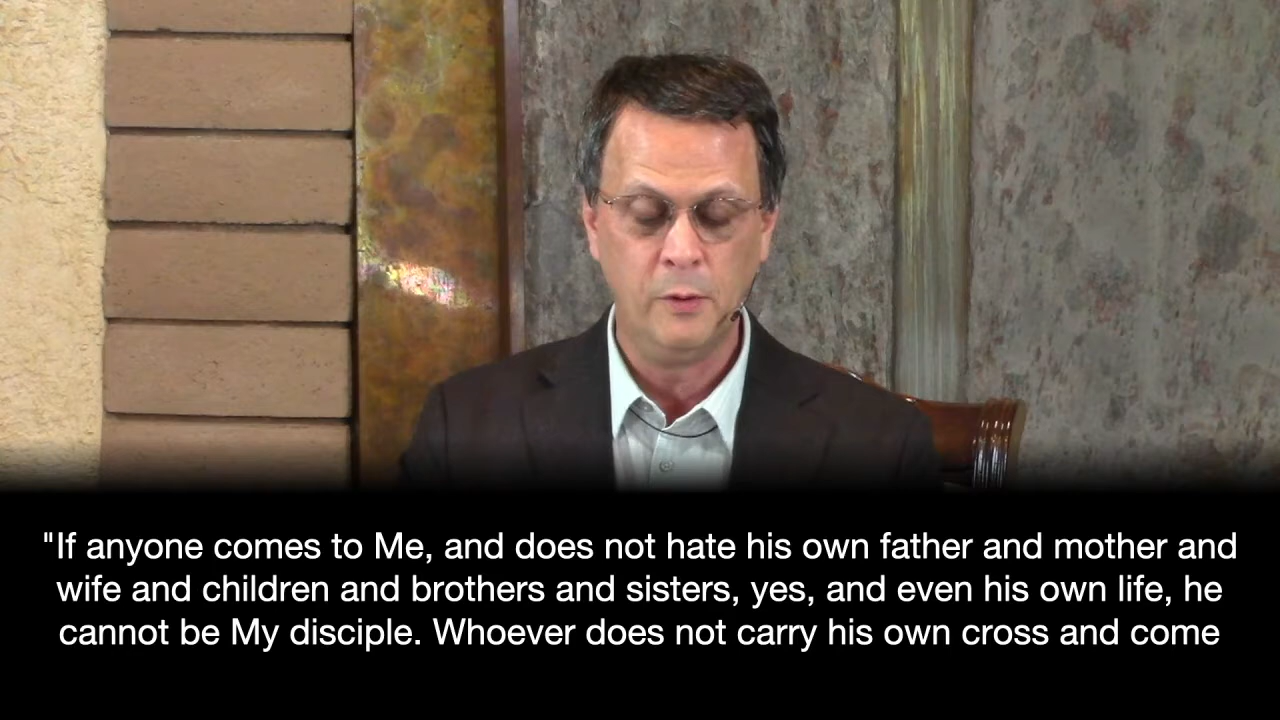 "If anyone comes to Me, and does not hate his own father and mother and
wife and children and brothers and sisters, yes, and even his own life, he
cannot be My disciple. Whoever does not carry his own cross and come